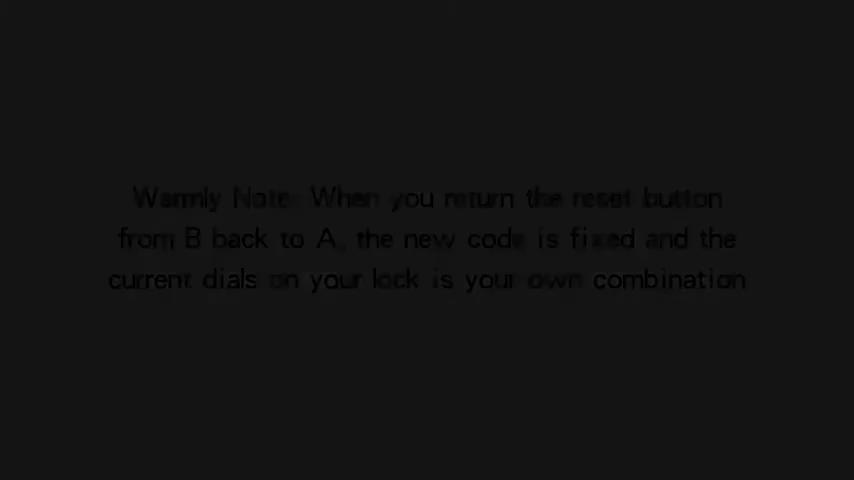 Warmly Note: When you return the reset button
from B back to A, the new code is fixed and the
current dials on your lock is your own combination